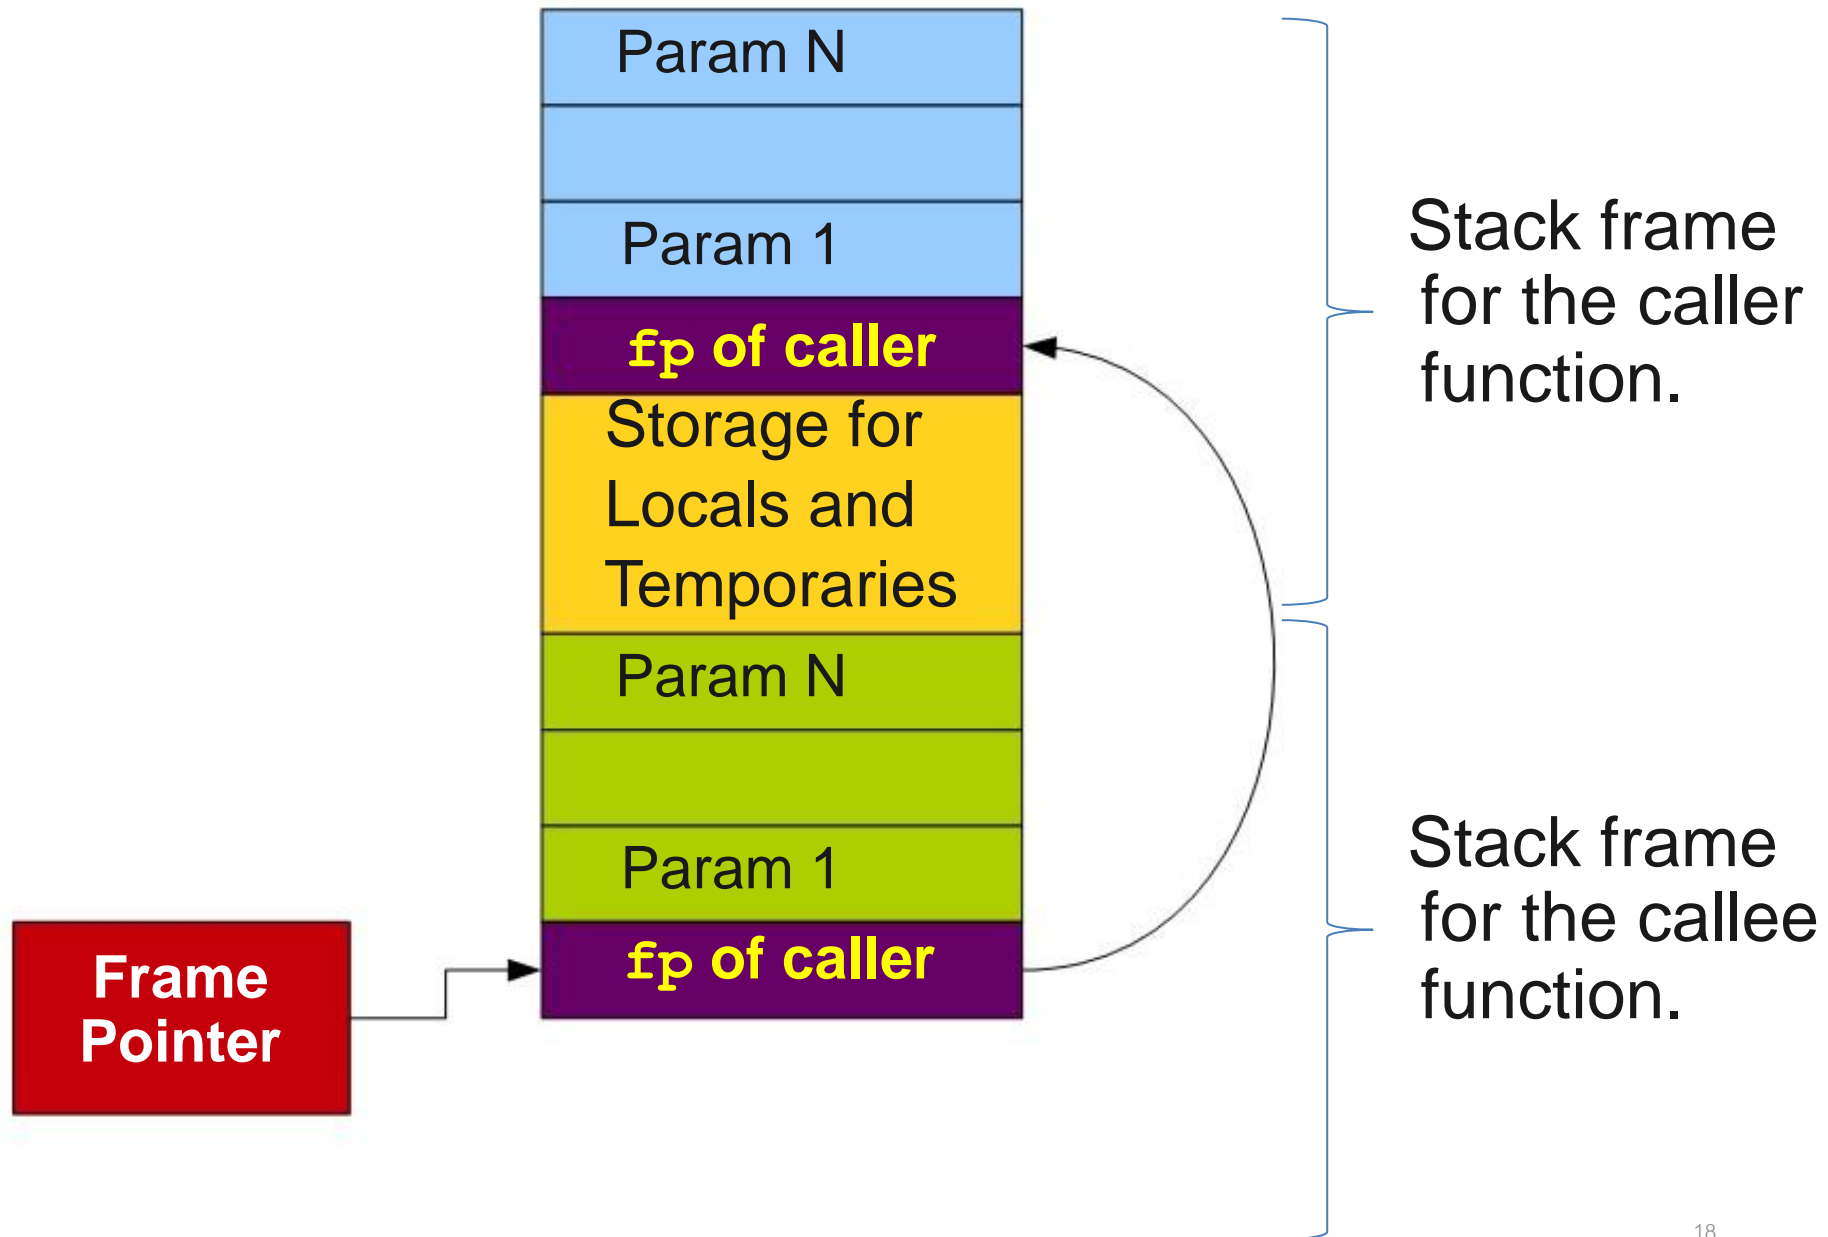 Param N
Param 1
fp of caller
Storage for
Locals and
Temporaries
Param N
Param 1
fp of caller
Frame
Pointer
Stack frame
for the caller
function.
Stack frame
for the callee
function.
18